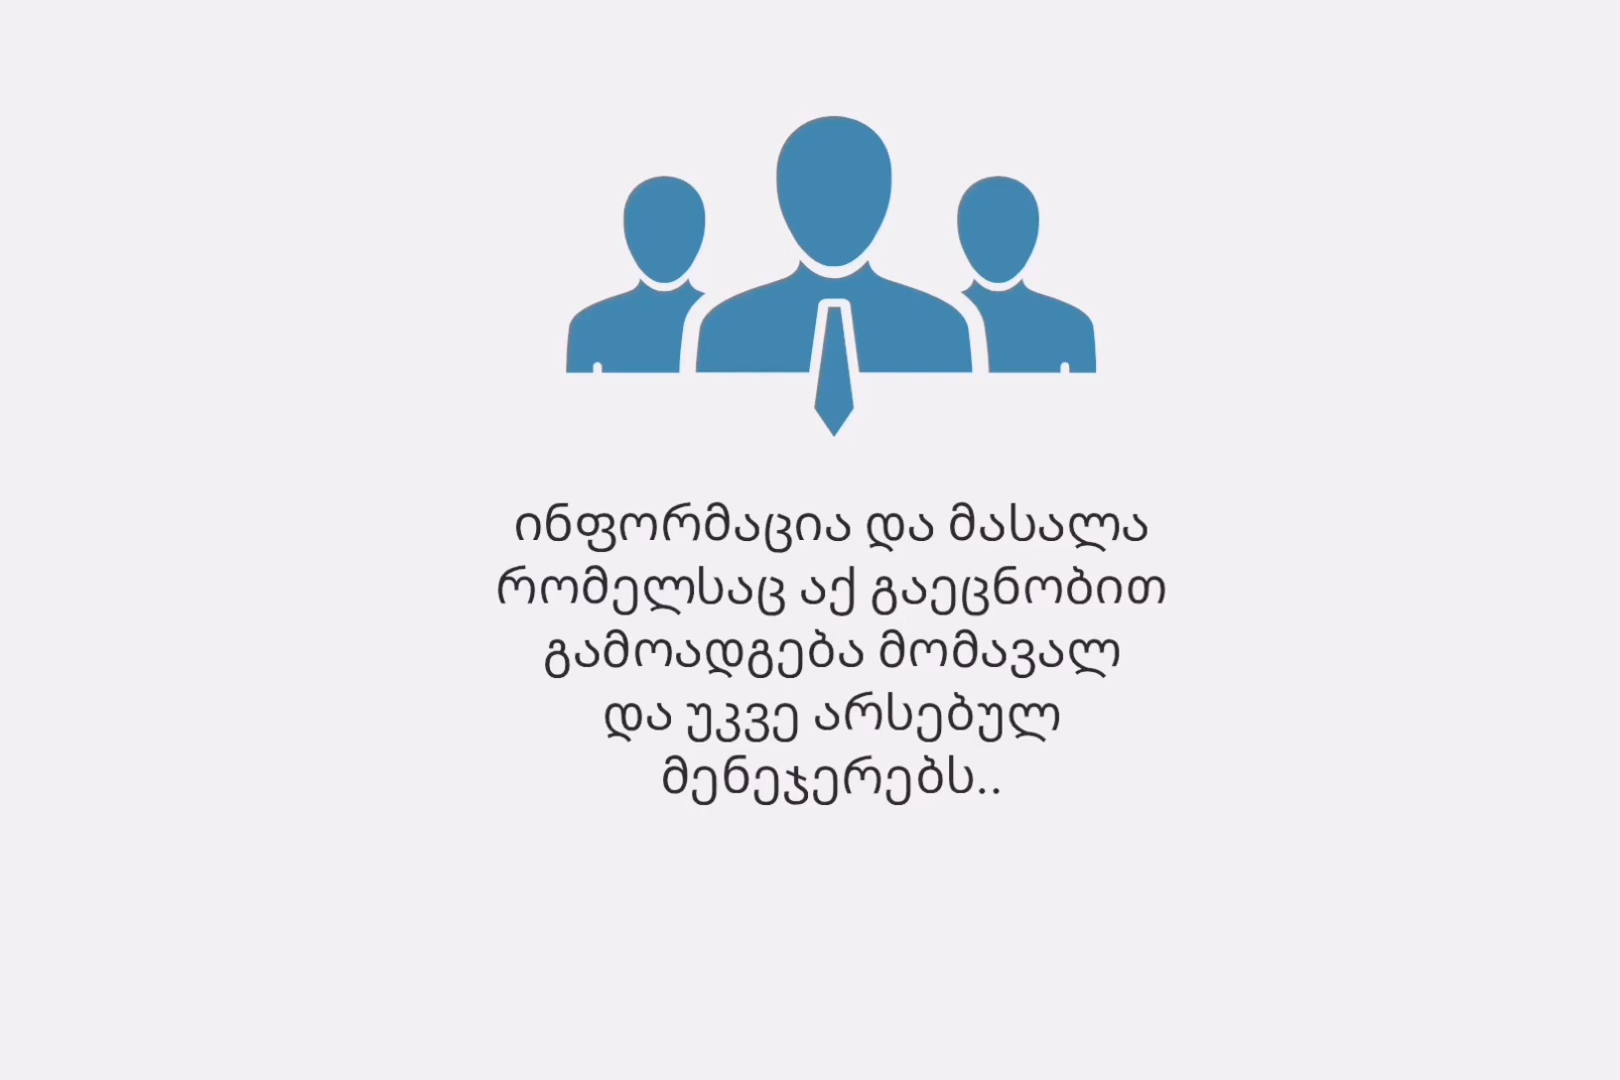 ინფორმაცია და მასალა
რომელსაც აქ გაეცნობით
გამოადგება მომავალ
და უკვე არსებულ
მენეჯერებს..